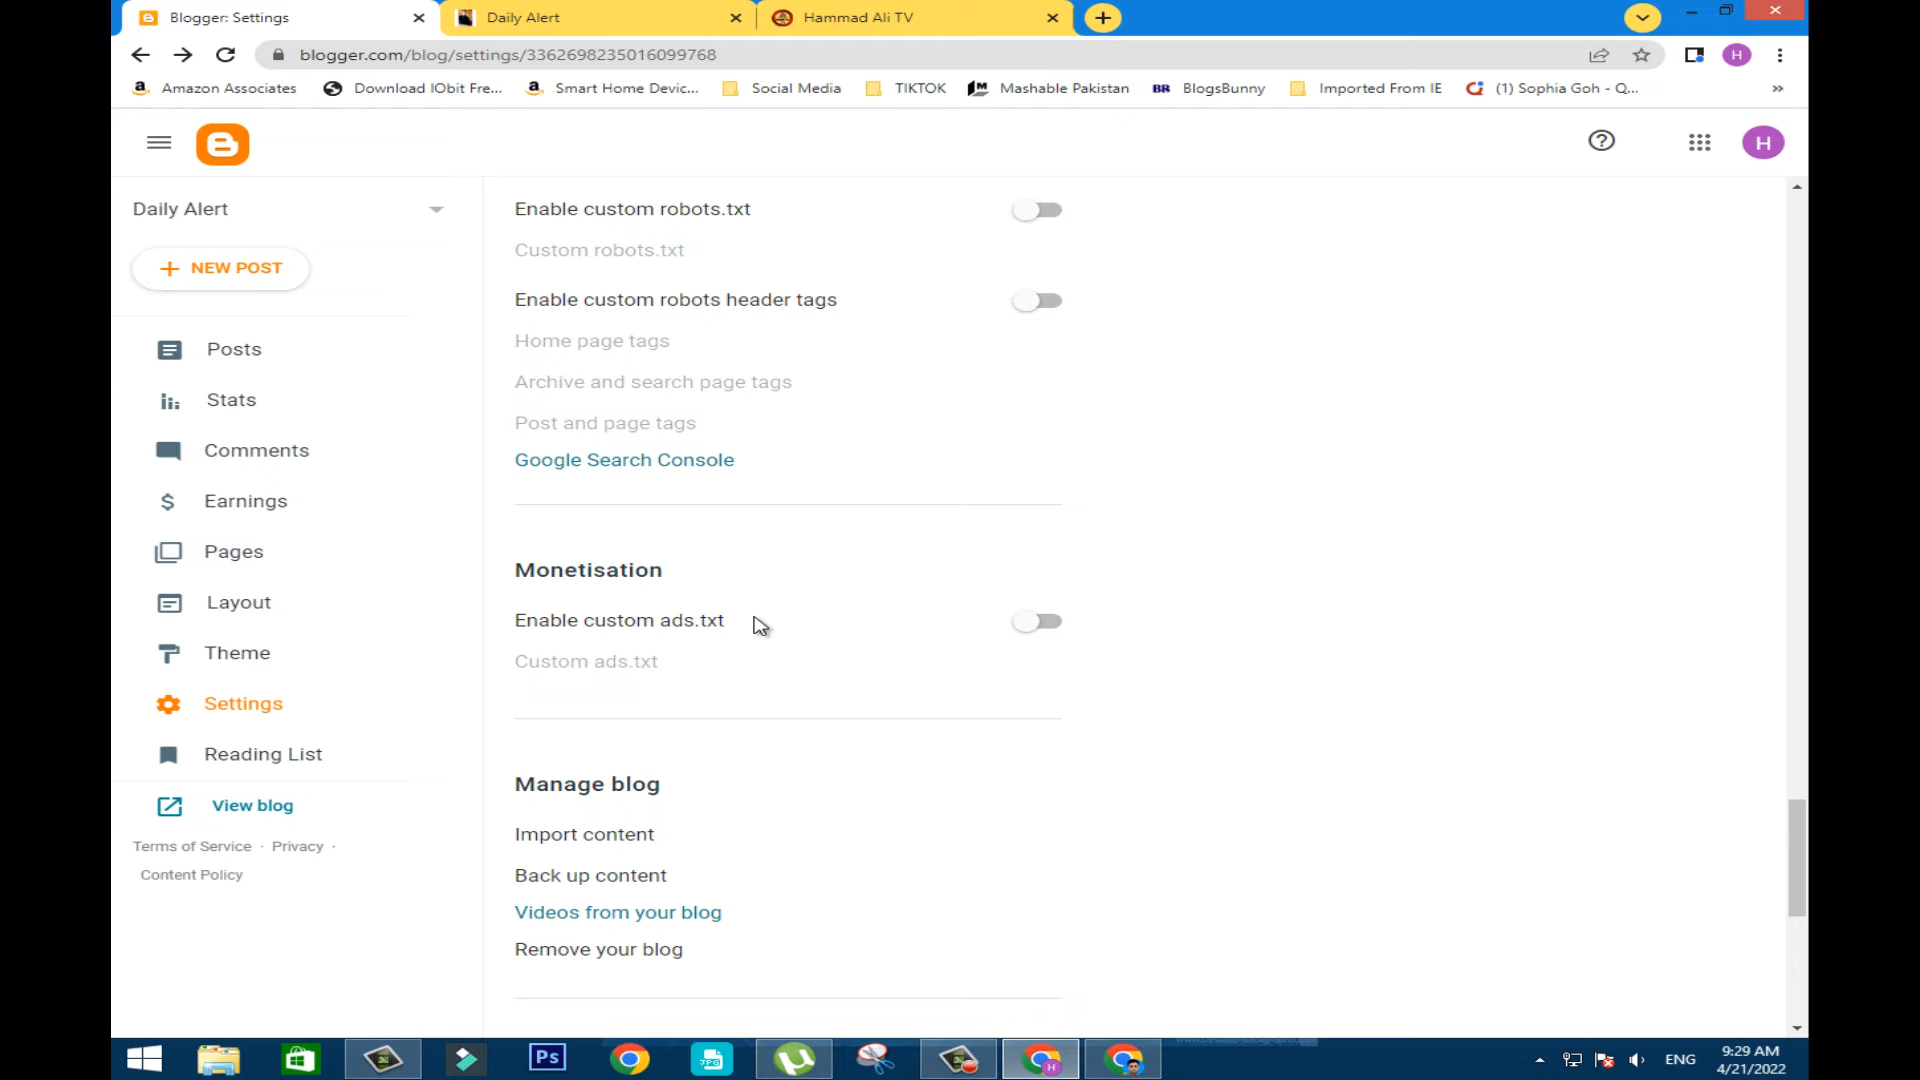 Blogger: Settings
Daily Alert
Hammad Ali TV
blogger.com/blog/settings/3362698235016099768
H
Amazon Associates
Download IObit Fre...
Smart Home Devic...
Social Media
TIKTOK
Mashable Pakistan
BR BlogsBunny
Imported From IE
(1) Sophia Goh - Q...
»
H
Daily Alert
NEW POST
Posts
Stats
Comments
Earnings
Pages
Layout
Theme
Settings
Reading List
View blog
Terms of Service · Privacy ·
Content Policy
Enable custom robots.txt
Custom robots.txt
Enable custom robots header tags
Home page tags
Archive and search page tags
Post and page tags
Google Search Console
Monetisation
Enable custom ads.txt
Custom ads.txt
Manage blog
Import content
Back up content
Videos from your blog
Remove your blog
Ps
JPG
H
ENG
9:29 AM
4/21/2022